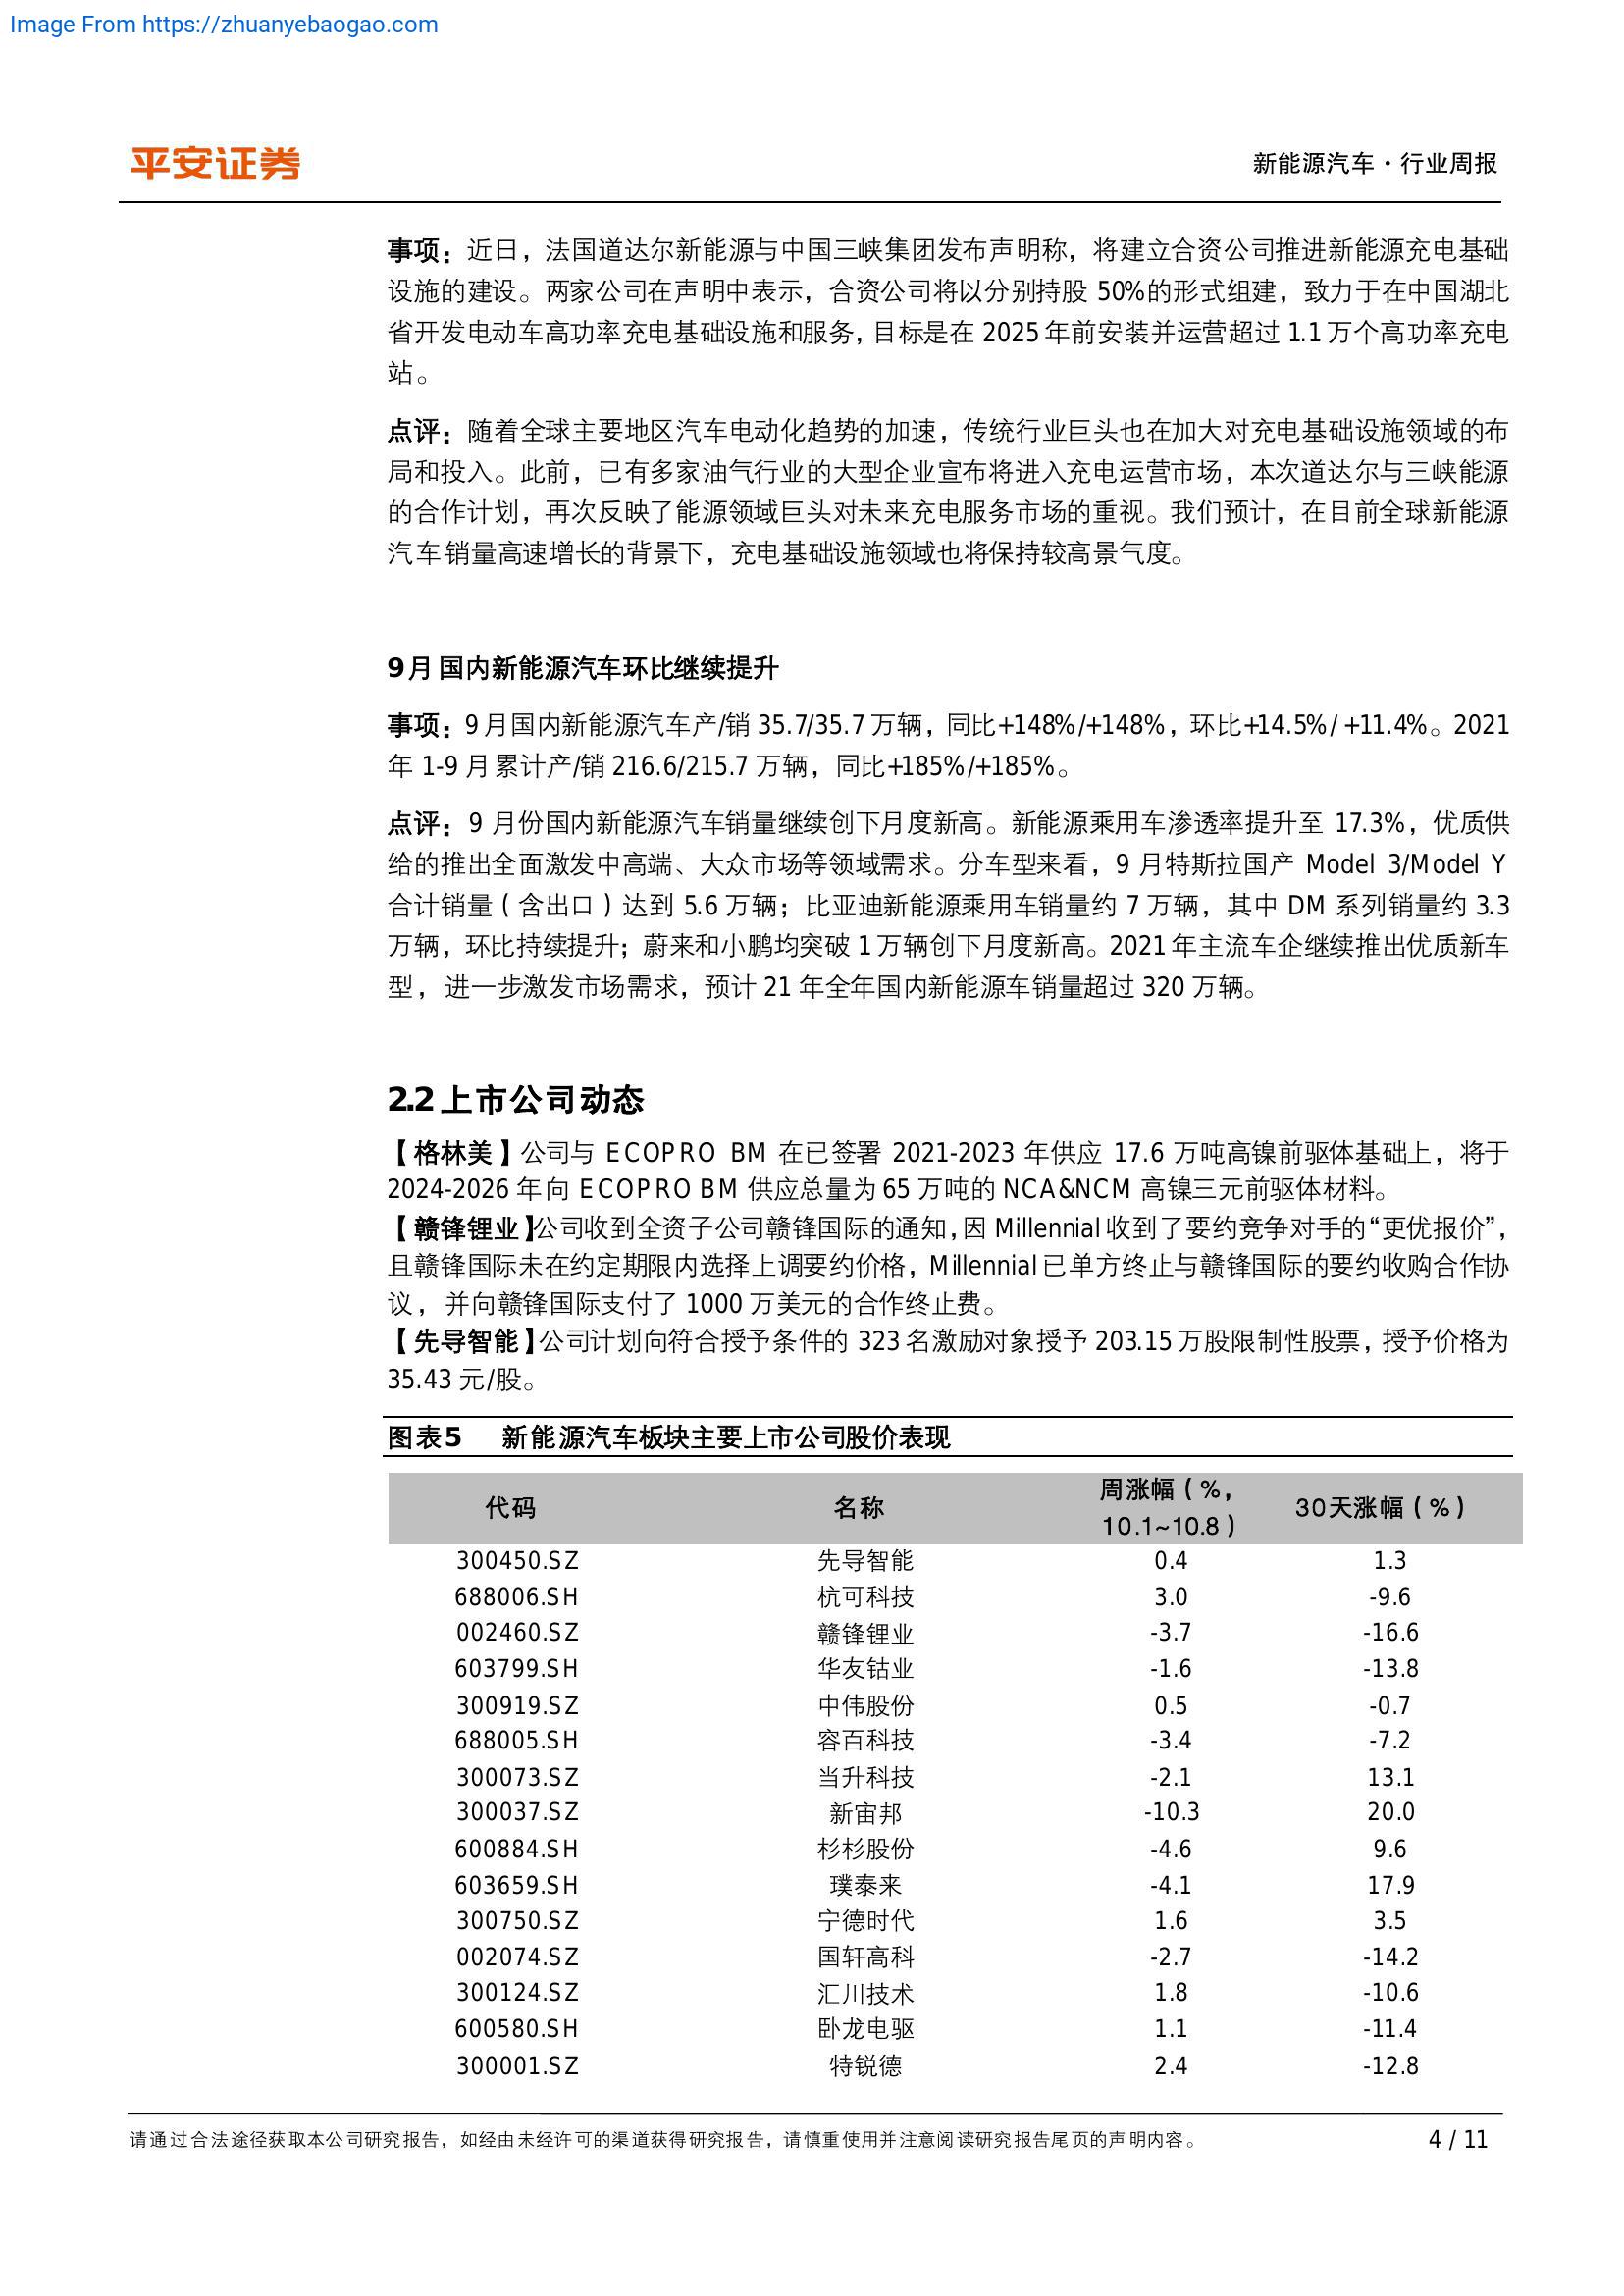 Image From https://zhuanyebaogao.com
平安证券
新能源汽车·行业周报
事项：近日，法国道达尔新能源与中国三峡集团发布声明称，将建立合资公司推进新能源充电基础
设施的建设。两家公司在声明中表示，合资公司将以分别持股 50%的形式组建，致力于在中国湖北
省开发电动车高功率充电基础设施和服务，目标是在 2025 年前安装并运营超过 1.1 万个高功率充电
站。
点评：随着全球主要地区汽车电动化趋势的加速，传统行业巨头也在加大对充电基础设施领域的布
局和投入。此前，已有多家油气行业的大型企业宣布将进入充电运营市场，本次道达尔与三峡能源
的合作计划，再次反映了能源领域巨头对未来充电服务市场的重视。我们预计，在目前全球新能源
汽车销量高速增长的背景下，充电基础设施领域也将保持较高景气度。
9月国内新能源汽车环比继续提升
事项：9 月国内新能源汽车产/销 35.7/35.7 万辆，同比+148%/+148%，环比+14.5%/ +11.4%。2021
年 1-9 月累计产/销 216.6/215.7 万辆，同比+185%/+185%。
点评：9 月份国内新能源汽车销量继续创下月度新高。新能源乘用车渗透率提升至 17.3%，优质供
给的推出全面激发中高端、大众市场等领域需求。分车型来看，9 月特斯拉国产 Model 3/Model Y
合计销量（含出口）达到 5.6 万辆；比亚迪新能源乘用车销量约 7 万辆，其中 DM 系列销量约 3.3
万辆，环比持续提升；蔚来和小鹏均突破 1 万辆创下月度新高。2021 年主流车企继续推出优质新车
型，进一步激发市场需求，预计 21 年全年国内新能源车销量超过 320 万辆。
2.2 上市公司动态
【格林美】公司与 ECOPRO BM 在已签署 2021-2023 年供应 17.6 万吨高镍前驱体基础上，将于
2024-2026 年向 ECOPRO BM 供应总量为 65 万吨的 NCA&NCM 高镍三元前驱体材料。
【赣锋锂业】公司收到全资子公司赣锋国际的通知，因 Millennial 收到了要约竞争对手的“更优报价”，
且赣锋国际未在约定期限内选择上调要约价格，Millennial 已单方终止与赣锋国际的要约收购合作协
议，并向赣锋国际支付了 1000 万美元的合作终止费。
【先导智能】公司计划向符合授予条件的 323 名激励对象授予 203.15 万股限制性股票，授予价格为
35.43 元/股。
图表5 新能源汽车板块主要上市公司股价表现
代码 名称 周涨幅（%，10.1~10.8） 30天涨幅（%）
300450.SZ 先导智能 0.4 1.3
688006.SH 杭可科技 3.0 -9.6
002460.SZ 赣锋锂业 -3.7 -16.6
603799.SH 华友钴业 -1.6 -13.8
300919.SZ 中伟股份 0.5 -0.7
688005.SH 容百科技 -3.4 -7.2
300073.SZ 当升科技 -2.1 13.1
300037.SZ 新宙邦 -10.3 20.0
600884.SH 杉杉股份 -4.6 9.6
603659.SH 璞泰来 -4.1 17.9
300750.SZ 宁德时代 1.6 3.5
002074.SZ 国轩高科 -2.7 -14.2
300124.SZ 汇川技术 1.8 -10.6
600580.SH 卧龙电驱 1.1 -11.4
300001.SZ 特锐德 2.4 -12.8
请通过合法途径获取本公司研究报告，如经由未经许可的渠道获得研究报告，请慎重使用并注意阅读研究报告尾页的声明内容。
4 / 11